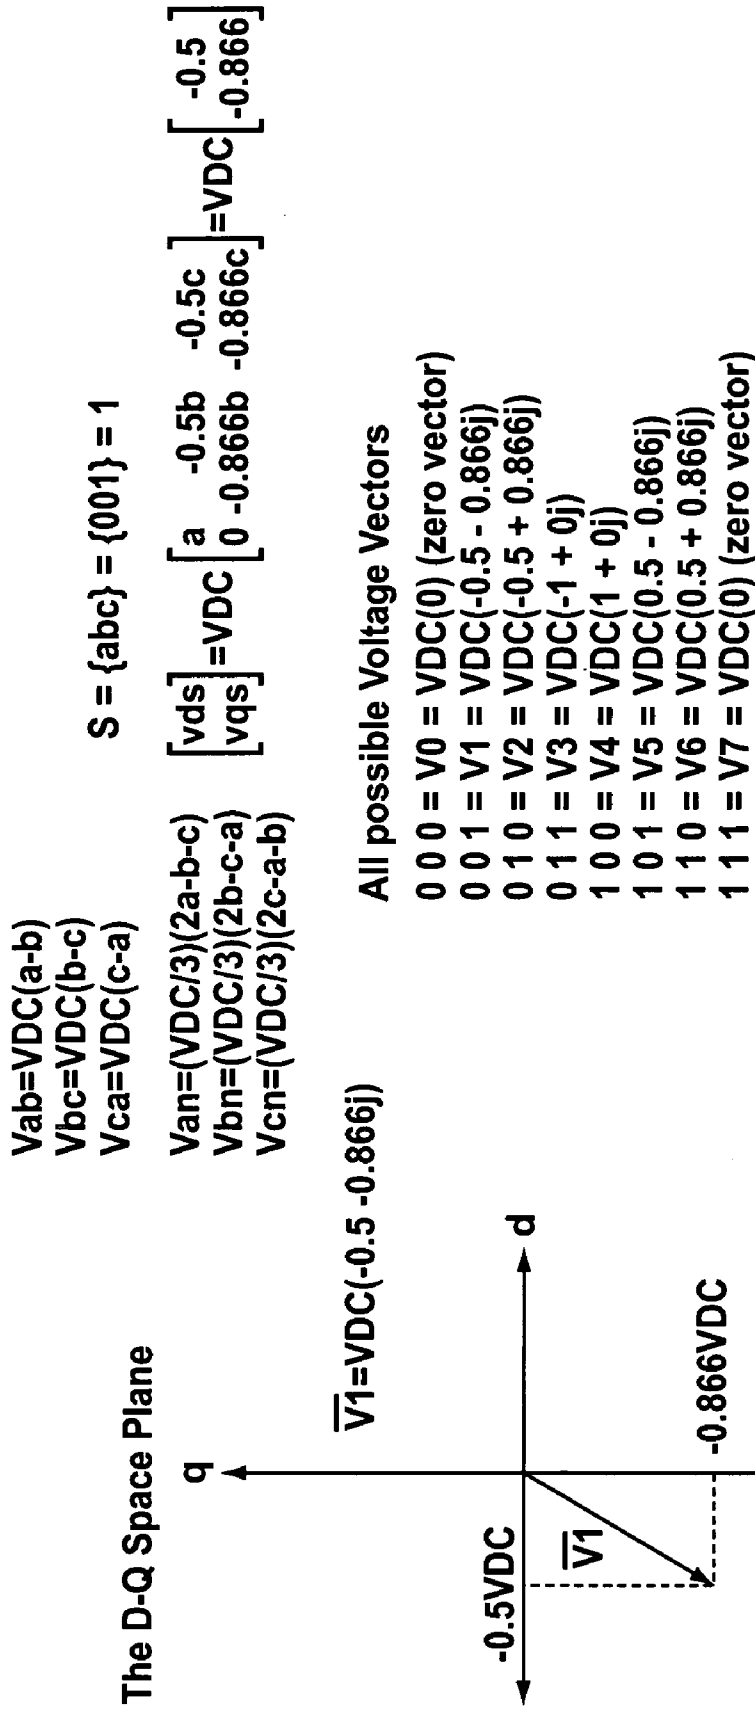 The D-Q Space Plane
q
d
V1=VDC(-0.5 -0.866j)
-0.5VDC
V1
-0.866VDC
Vab=VDC(a-b)
Vbc=VDC(b-c)
Vca=VDC(c-a)
Van=(VDC/3)(2a-b-c)
Vbn=(VDC/3)(2b-c-a)
Vcn=(VDC/3)(2c-a-b)
S = {abc} = {001} = 1
[vds vqs] =VDC [a -0.5b -0.5c
0 -0.866b -0.866c] =VDC [-0.5 -0.866]
All possible Voltage Vectors
0 0 0 = V0 = VDC(0) (zero vector)
0 0 1 = V1 = VDC(-0.5 - 0.866j)
0 1 0 = V2 = VDC(-0.5 + 0.866j)
0 1 1 = V3 = VDC(-1 + 0j)
1 0 0 = V4 = VDC(1 + 0j)
1 0 1 = V5 = VDC(0.5 - 0.866j)
1 1 0 = V6 = VDC(0.5 + 0.866j)
1 1 1 = V7 = VDC(0) (zero vector)